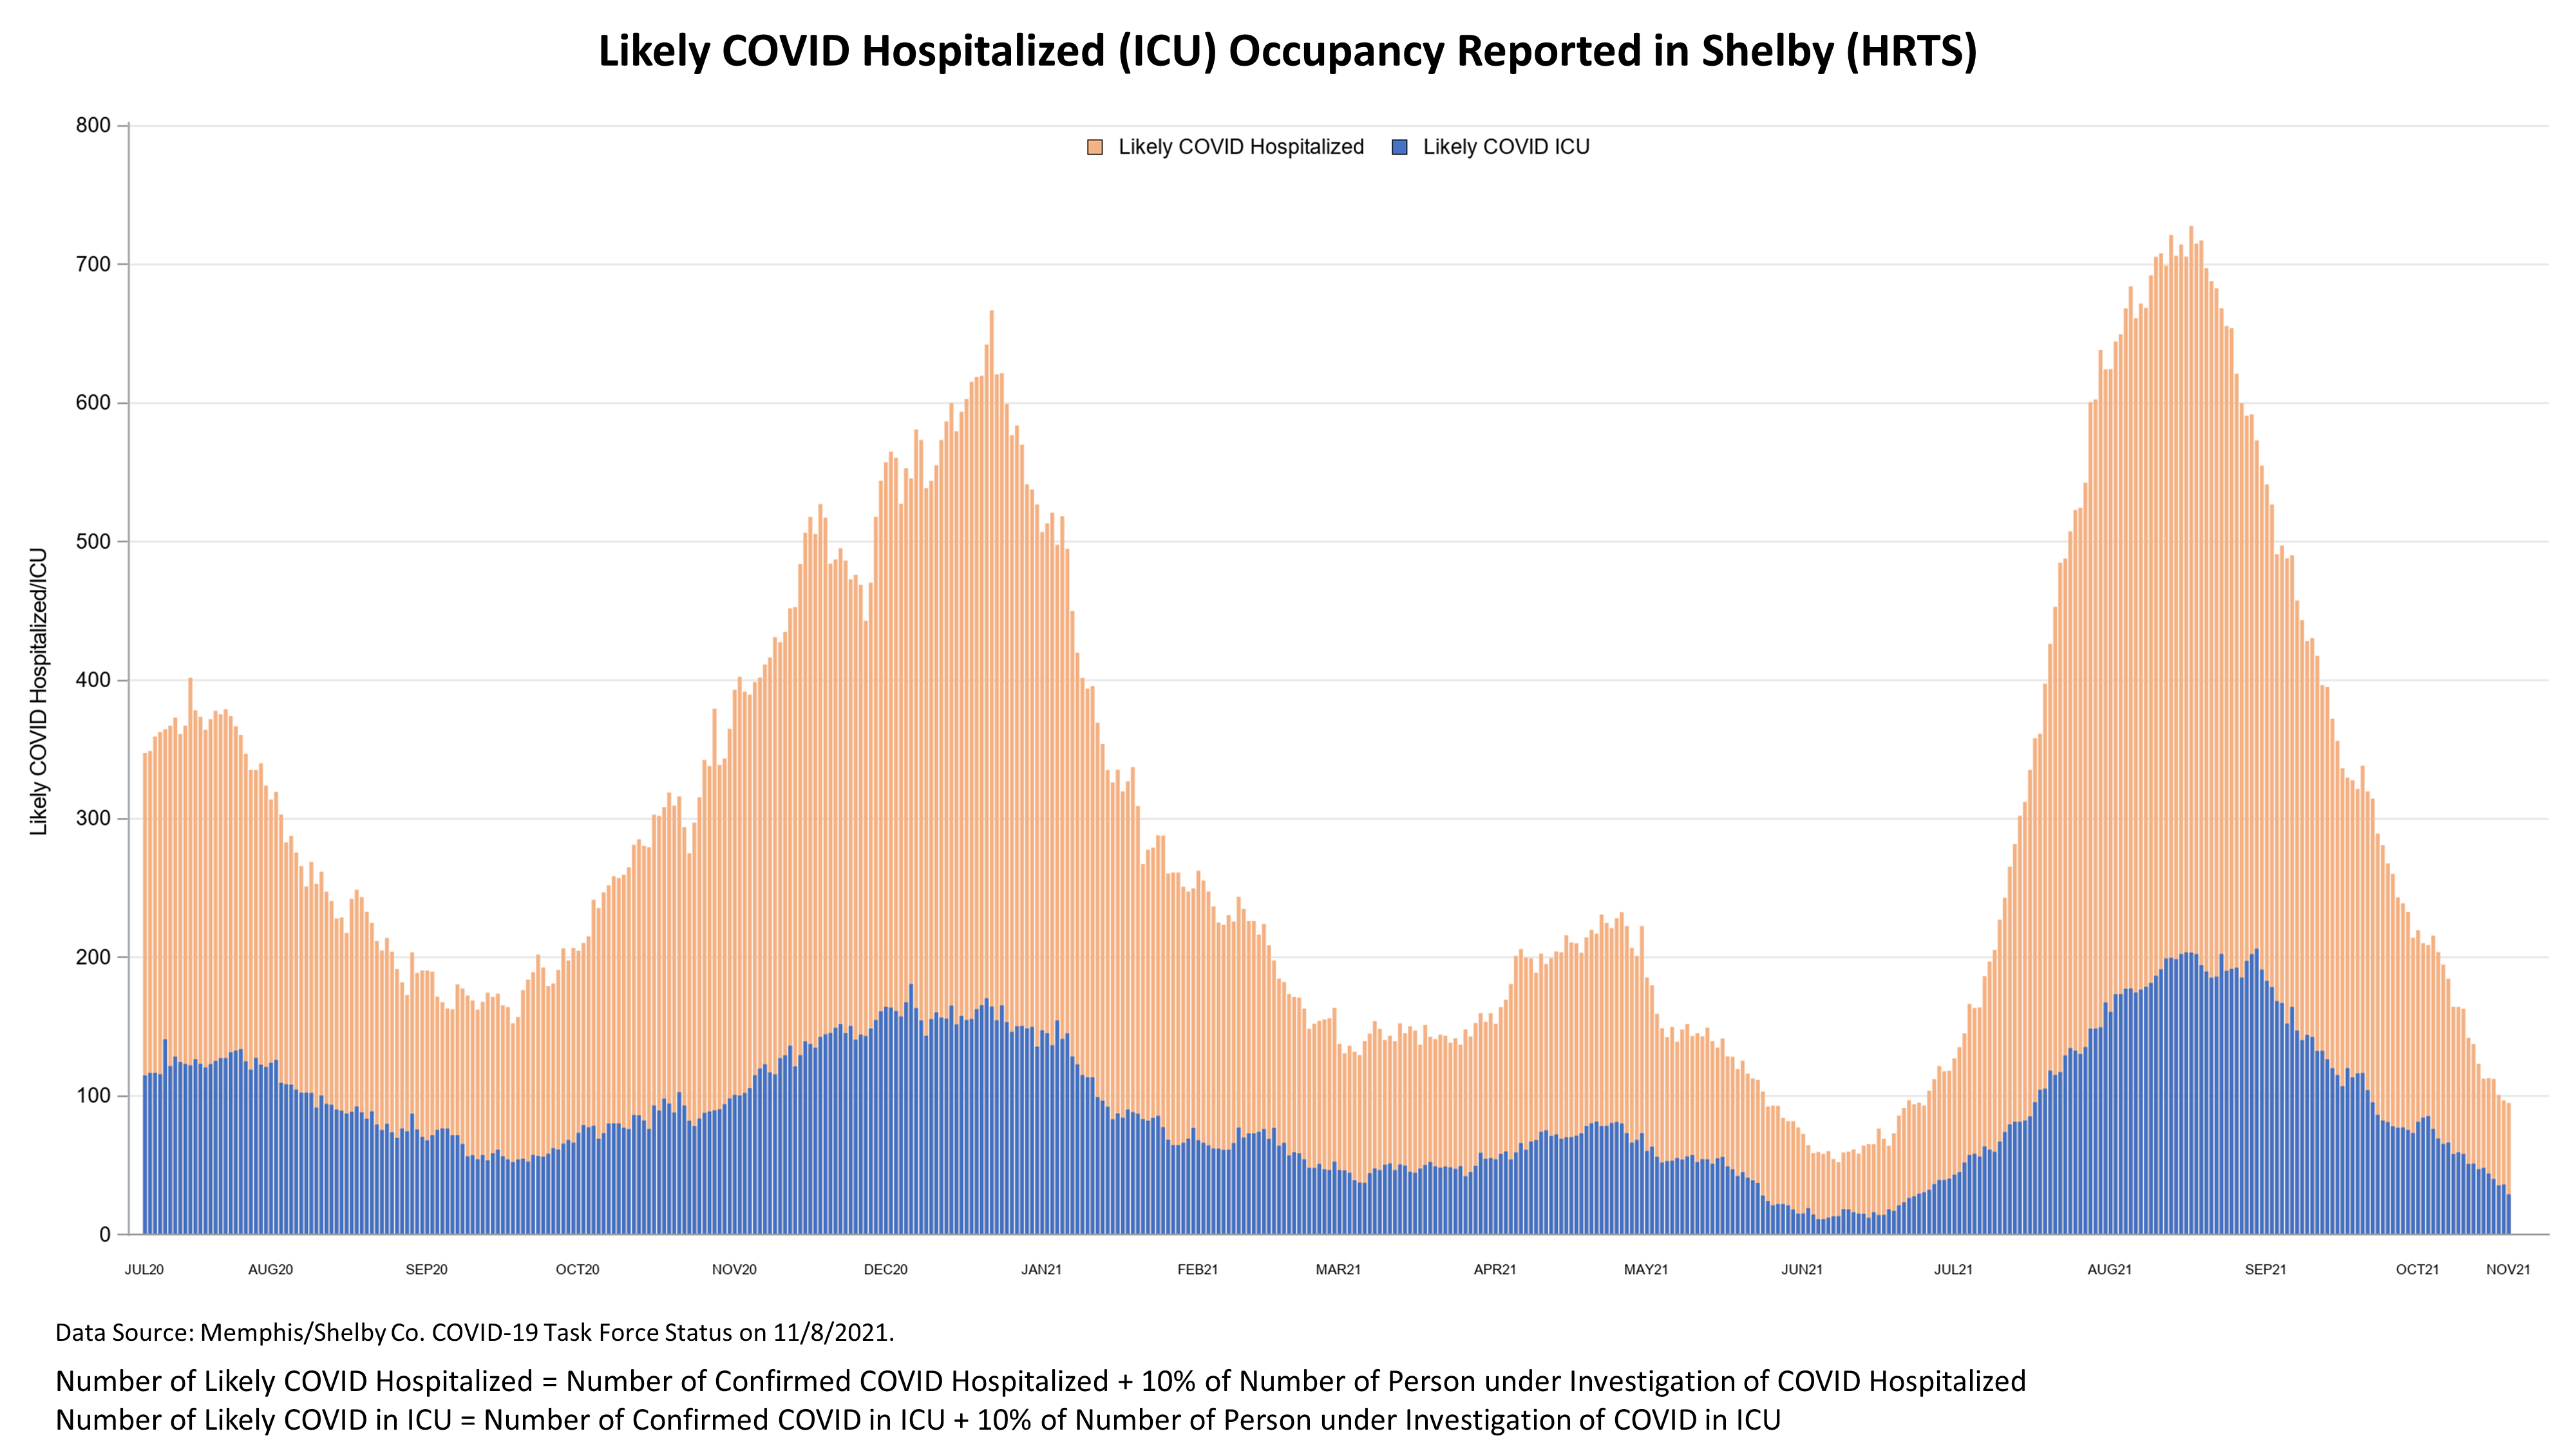 Likely COVID Hospitalized (ICU) Occupancy Reported in Shelby (HRTS)
Likely COVID Hospitalized Likely COVID ICU
Likely COVID Hospitalized/ICU
800
700
600
500
400
300
200
100
0
JUL20 AUG20 SEP20 OCT20 NOV20 DEC20 JAN21 FEB21 MAR21 APR21 MAY21 JUN21 JUL21 AUG21 SEP21 OCT21 NOV21
Data Source: Memphis/Shelby Co. COVID-19 Task Force Status on 11/8/2021.
Number of Likely COVID Hospitalized = Number of Confirmed COVID Hospitalized + 10% of Number of Person under Investigation of COVID Hospitalized
Number of Likely COVID in ICU = Number of Confirmed COVID in ICU + 10% of Number of Person under Investigation of COVID in ICU